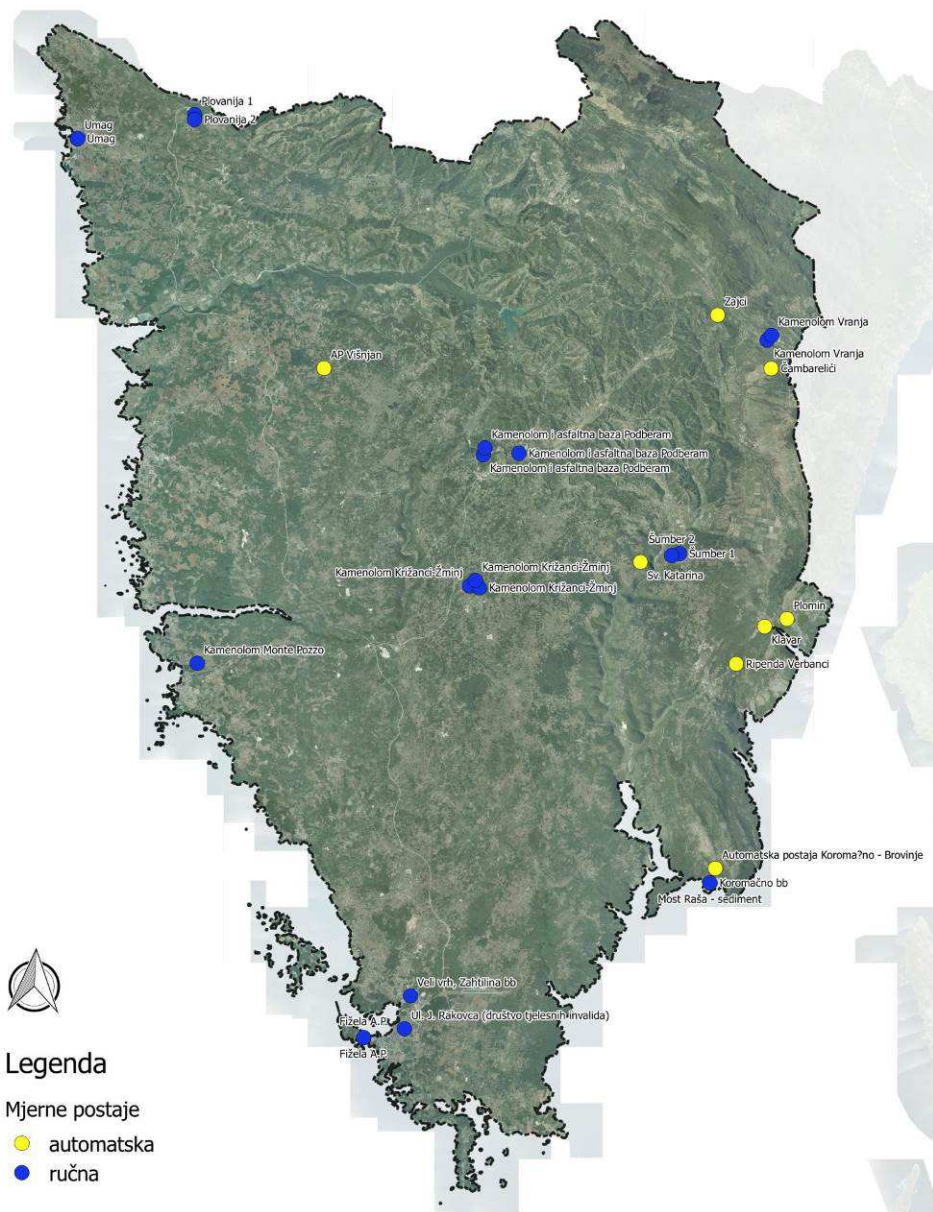 Plovanija 1
Plovanija 2
Umag
Umag
Zajci
Kamenolom Vranja
Kamenolom Vranja
Čambarelići
AP Višnjan
Kamenolom i asfaltna baza Podberam
Kamenolom i asfaltna baza Podberam
Kamenolom i asfaltna baza Podberam
Šumber 2
Šumber 1
Sv. Katarina
Kamenolom Križanci-Žminj
Kamenolom Križanci-Žminj
Kamenolom Križanci-Žminj
Plomin
Klavar
Ripenda Verbanci
Kamenolom Monte Pozzo
Automatska postaja Koroma?no - Brovinje
Koromačno bb
Most Raša - sediment
Veli vrh, Zahtilina bb
Fižela A.P.
Ul. J. Rakovca (društvo tjelesnih invalida)
Fižela A.P.
Legenda
Mjerne postaje
automatska
ručna